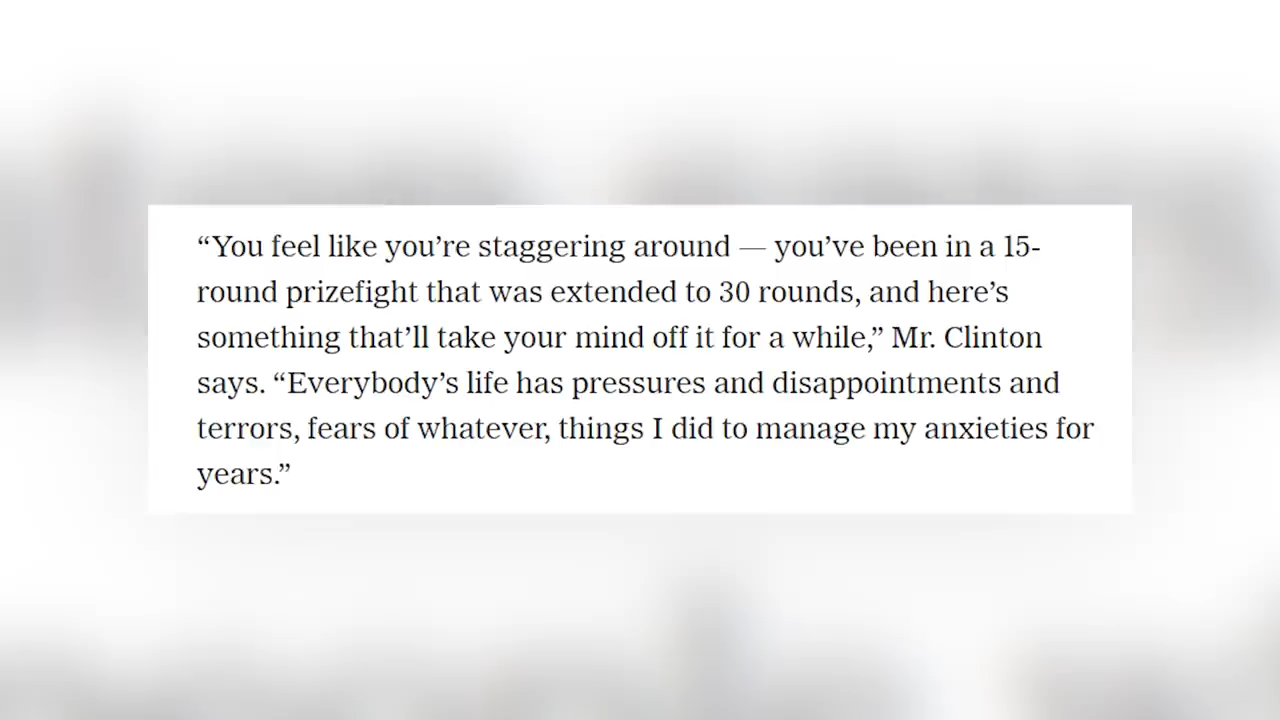 “You feel like you’re staggering around — you’ve been in a 15-
round prizefight that was extended to 30 rounds, and here’s
something that’ll take your mind off it for a while,” Mr. Clinton
says. “Everybody’s life has pressures and disappointments and
terrors, fears of whatever, things I did to manage my anxieties for
years.”